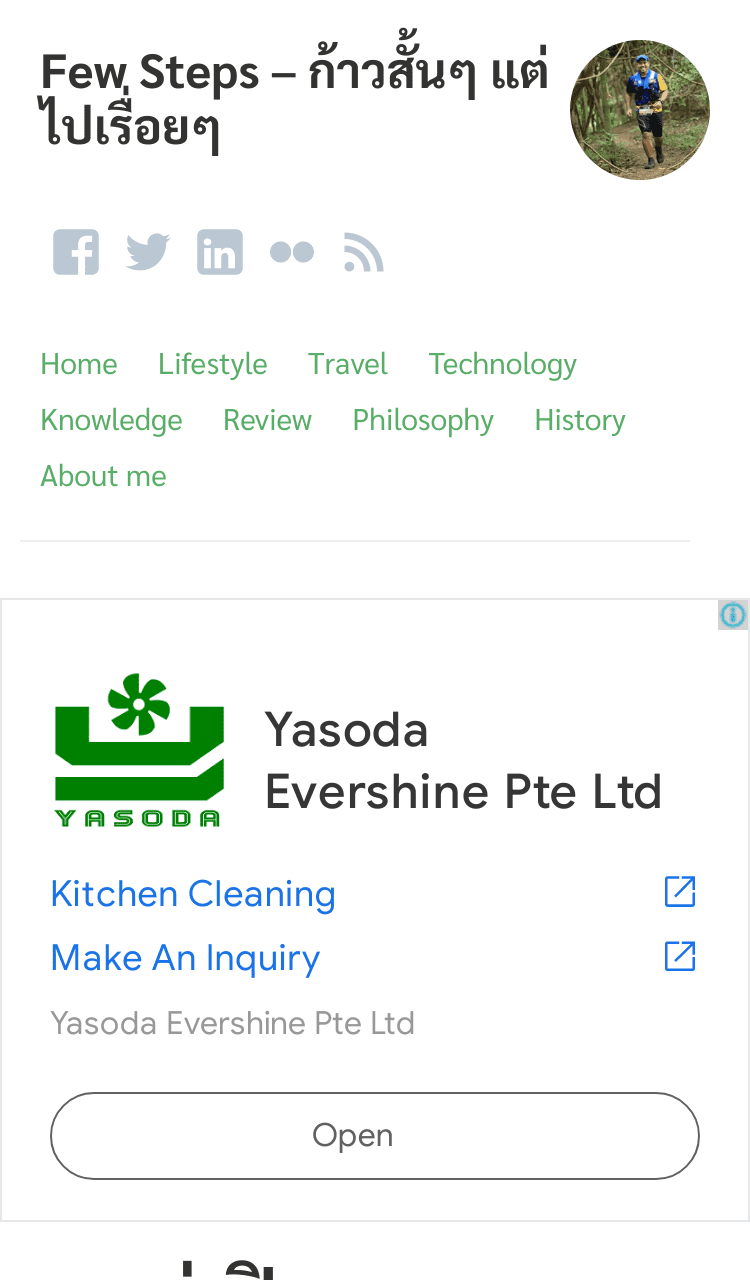 Few Steps – ก้าวสั้นๆ แต่
ไปเรื่อยๆ
Home Lifestyle Travel Technology
Knowledge Review Philosophy History
About me
YASODA
Yasoda
Evershine Pte Ltd
Kitchen Cleaning
Make An Inquiry
Yasoda Evershine Pte Ltd
Open